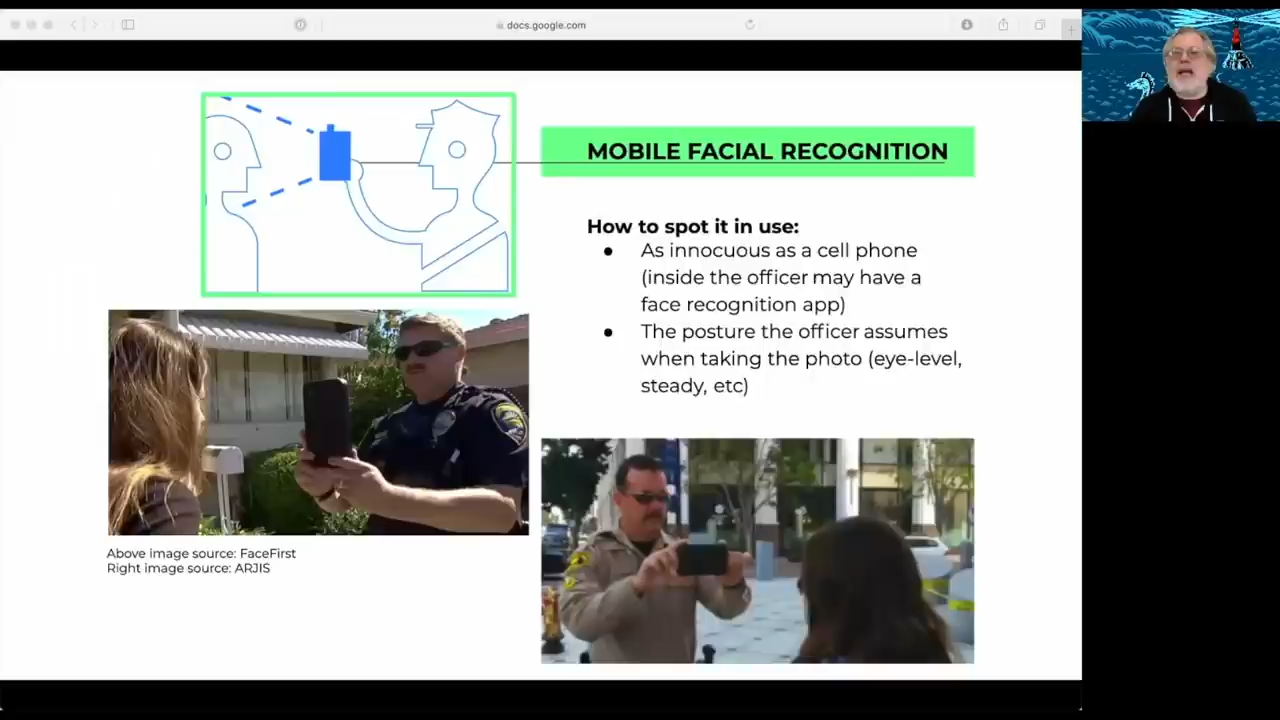 docs.google.com
MOBILE FACIAL RECOGNITION
How to spot it in use:
● As innocuous as a cell phone
(inside the officer may have a
face recognition app)
● The posture the officer assumes
when taking the photo (eye-level,
steady, etc)
Above image source: FaceFirst
Right image source: ARJIS